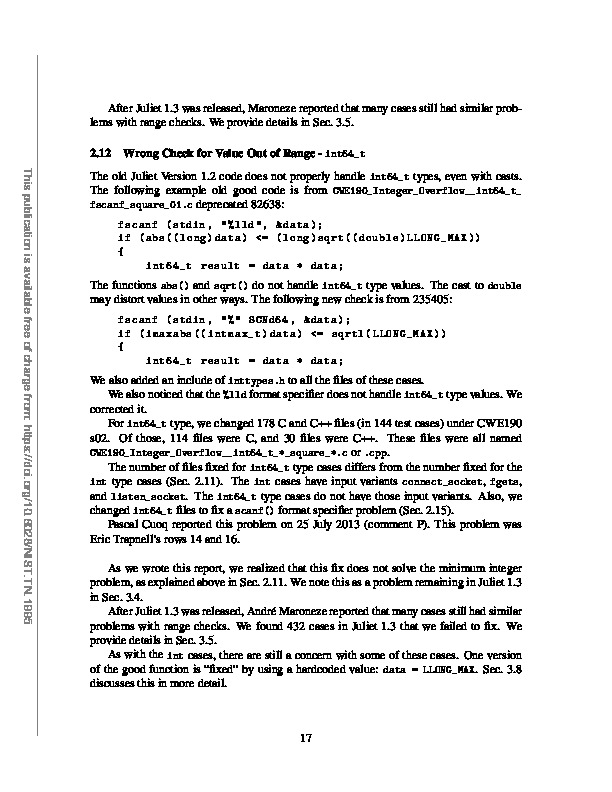 After Juliet 1.3 was released, Maroneze reported that many cases still had similar prob-
lems with range checks. We provide details in Sec. 3.5.
2.12 Wrong Check for Value Out of Range - int64_t
The old Juliet Version 1.2 code does not properly handle int64_t types, even with casts.
The following example old good code is from CWE190_Integer_Overflow__int64_t_
fscanf_square_01.c deprecated 82638:
fscanf (stdin, "%lld", &data);
if (abs((long)data) <= (long)sqrt((double)LLONG_MAX))
{
int64_t result = data * data;
The functions abs() and sqrt() do not handle int64_t type values. The cast to double
may distort values in other ways. The following new check is from 235405:
fscanf (stdin, "%" SCNd64, &data);
if (imaxabs((intmax_t)data) <= sqrtl(LLONG_MAX))
{
int64_t result = data * data;
We also added an include of inttypes.h to all the files of these cases.
We also noticed that the %lld format specifier does not handle int64_t type values. We
corrected it.
For int64_t type, we changed 178 C and C++ files (in 144 test cases) under CWE190
s02. Of those, 114 files were C, and 30 files were C++. These files were all named
CWE190_Integer_Overflow__int64_t_*_square_*.c or .cpp.
The number of files fixed for int64_t type cases differs from the number fixed for the
int type cases (Sec. 2.11). The int cases have input variants connect_socket, fgets,
and listen_socket. The int64_t type cases do not have those input variants. Also, we
changed int64_t files to fix a scanf() format specifier problem (Sec. 2.15).
Pascal Cuoq reported this problem on 25 July 2013 (comment P). This problem was
Eric Trapnell's rows 14 and 16.
As we wrote this report, we realized that this fix does not solve the minimum integer
problem, as explained above in Sec. 2.11. We note this as a problem remaining in Juliet 1.3
in Sec. 3.4.
After Juliet 1.3 was released, André Maroneze reported that many cases still had similar
problems with range checks. We found 432 cases in Juliet 1.3 that we failed to fix. We
provide details in Sec. 3.5.
As with the int cases, there are still a concern with some of these cases. One version
of the good function is "fixed" by using a hardcoded value: data = LLONG_MAX. Sec. 3.8
discusses this in more detail.
17
This publication is available free of charge from: https://doi.org/10.6028/NIST.TN.1995